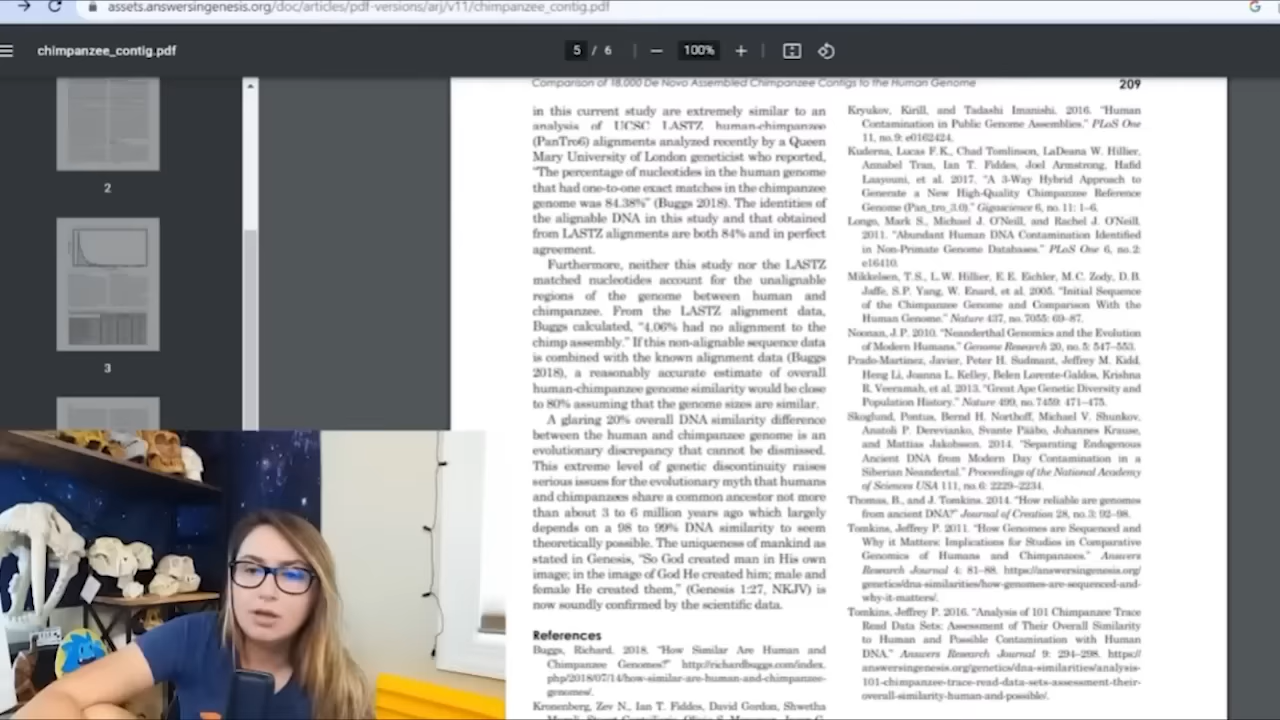 assets.answersingenesis.org/doc/articles/pdf-versions/arj/v11/chimpanzee_contig.pdf
chimpanzee_contig.pdf
5 / 6
100%
2
3
Comparison of 18,000 De Novo Assembled Chimpanzee Contigs to the Human Genome
209
in this current study are extremely similar to an
analysis of UCSC LASTZ human-chimpanzee
(PanTro6) alignments analyzed recently by a Queen
Mary University of London geneticist who reported,
"The percentage of nucleotides in the human genome
that had one-to-one exact matches in the chimpanzee
genome was 84.38%" (Buggs 2018). The identities of
the alignable DNA in this study and that obtained
from LASTZ alignments are both 84% and in perfect
agreement.
Furthermore, neither this study nor the LASTZ
matched nucleotides account for the unalignable
regions of the genome between human and
chimpanzee. From the LASTZ alignment data,
Buggs calculated, "4.06% had no alignment to the
chimp assembly." If this non-alignable sequence data
is combined with the known alignment data (Buggs
2018), a reasonably accurate estimate of overall
human-chimpanzee genome similarity would be close
to 80% assuming that the genome sizes are similar.
A glaring 20% overall DNA similarity difference
between the human and chimpanzee genome is an
evolutionary discrepancy that cannot be dismissed.
This extreme level of genetic discontinuity raises
serious issues for the evolutionary myth that humans
and chimpanzees share a common ancestor not more
than about 3 to 6 million years ago which largely
depends on a 98 to 99% DNA similarity to seem
theoretically possible. The uniqueness of mankind as
stated in Genesis, "So God created man in His own
image; in the image of God He created him; male and
female He created them," (Genesis 1:27, NKJV) is
now soundly confirmed by the scientific data.
References
Buggs, Richard. 2018. "How Similar Are Human and
Chimpanzee Genomes?" http://richardbuggs.com/index.
php/2018/07/14/how-similar-are-human-and-chimpanzee-
genomes/.
Kronenberg, Zev N., Ian T. Fiddes, David Gordon, Shwetha
Kryukov, Kirill, and Tadashi Imanishi. 2016. "Human
Contamination in Public Genome Assemblies." PLoS One
11, no.9: e0162424.
Kuderna, Lucas F.K., Chad Tomlinson, LaDeana W. Hillier,
Annabel Tran, Ian T. Fiddes, Joel Armstrong, Hafid
Laayouni, et al. 2017. "A 3-Way Hybrid Approach to
Generate a New High-Quality Chimpanzee Reference
Genome (Pan_tro_3.0)." Gigascience 6, no. 11: 1–6.
Longo, Mark S., Michael J. O'Neill, and Rachel J. O'Neill.
2011. "Abundant Human DNA Contamination Identified
in Non-Primate Genome Databases." PLoS One 6, no.2:
e16410.
Mikkelsen, T.S., L.W. Hillier, E.E. Eichler, M.C. Zody, D.B.
Jaffe, S.P. Yang, W. Enard, et al. 2005. "Initial Sequence
of the Chimpanzee Genome and Comparison With the
Human Genome." Nature 437, no. 7055: 69–87.
Noonan, J.P. 2010. "Neanderthal Genomics and the Evolution
of Modern Humans." Genome Research 20, no. 5: 547–553.
Prado-Martinez, Javier, Peter H. Sudmant, Jeffrey M. Kidd,
Heng Li, Joanna L. Kelley, Belen Lorente-Galdos, Krishna
R. Veeramah, et al. 2013. "Great Ape Genetic Diversity and
Population History." Nature 499, no. 7459: 471–475.
Skoglund, Pontus, Bernd H. Northoff, Michael V. Shunkov,
Anatoli P. Derevianko, Svante Pääbo, Johannes Krause,
and Mattias Jakobsson. 2014. "Separating Endogenous
Ancient DNA from Modern Day Contamination in a
Siberian Neandertal." Proceedings of the National Academy
of Sciences USA 111, no. 6: 2229–2234.
Thomas, B., and J. Tomkins. 2014. "How reliable are genomes
from ancient DNA?" Journal of Creation 28, no.3: 92–98.
Tomkins, Jeffrey P. 2011. "How Genomes are Sequenced and
Why it Matters: Implications for Studies in Comparative
Genomics of Humans and Chimpanzees." Answers
Research Journal 4: 81–88. https://answersingenesis.org/
genetics/dna-similarities/how-genomes-are-sequenced-and-
why-it-matters/.
Tomkins, Jeffrey P. 2016. "Analysis of 101 Chimpanzee Trace
Read Data Sets: Assessment of Their Overall Similarity
to Human and Possible Contamination with Human
DNA." Answers Research Journal 9: 294–298. https://
answersingenesis.org/genetics/dna-similarities/analysis-
101-chimpanzee-trace-read-data-sets-assessment-their-
overall-similarity-human-and-possible/.